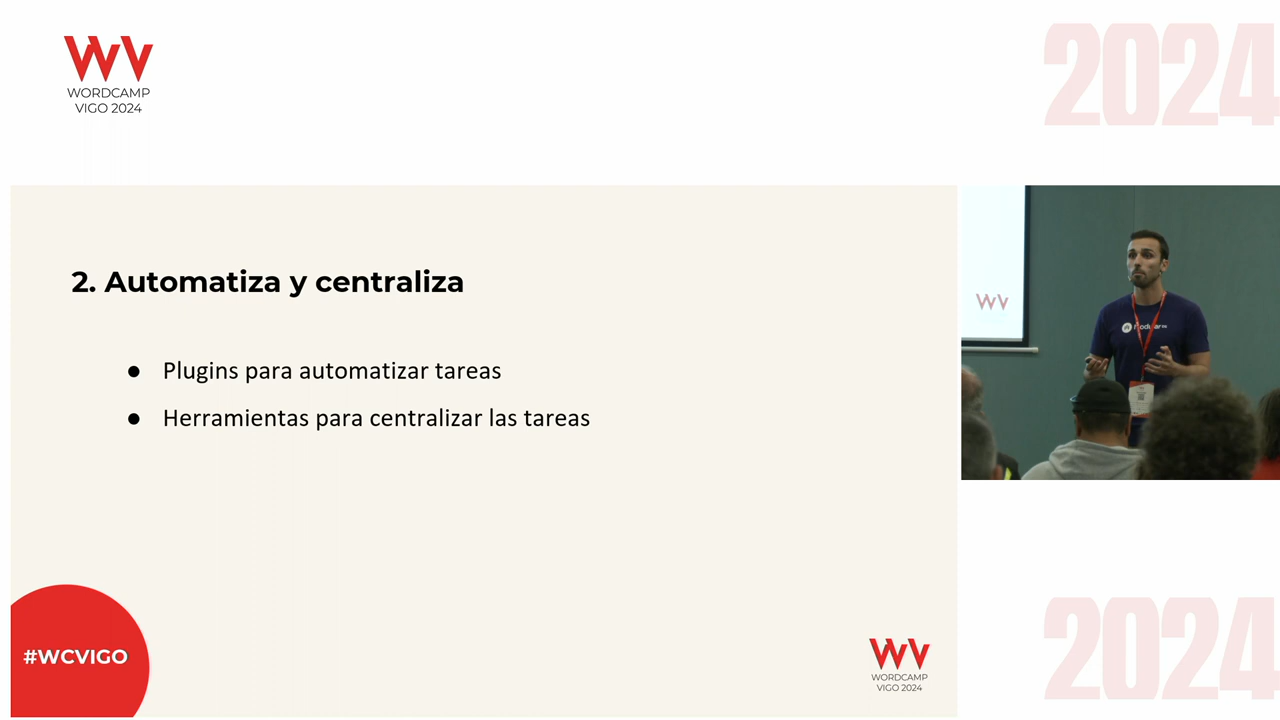 WORDCAMP
VIGO 2024
2024
2. Automatiza y centraliza
● Plugins para automatizar tareas
● Herramientas para centralizar las tareas
#WCVIGO
WORDCAMP
VIGO 2024
WV
2024